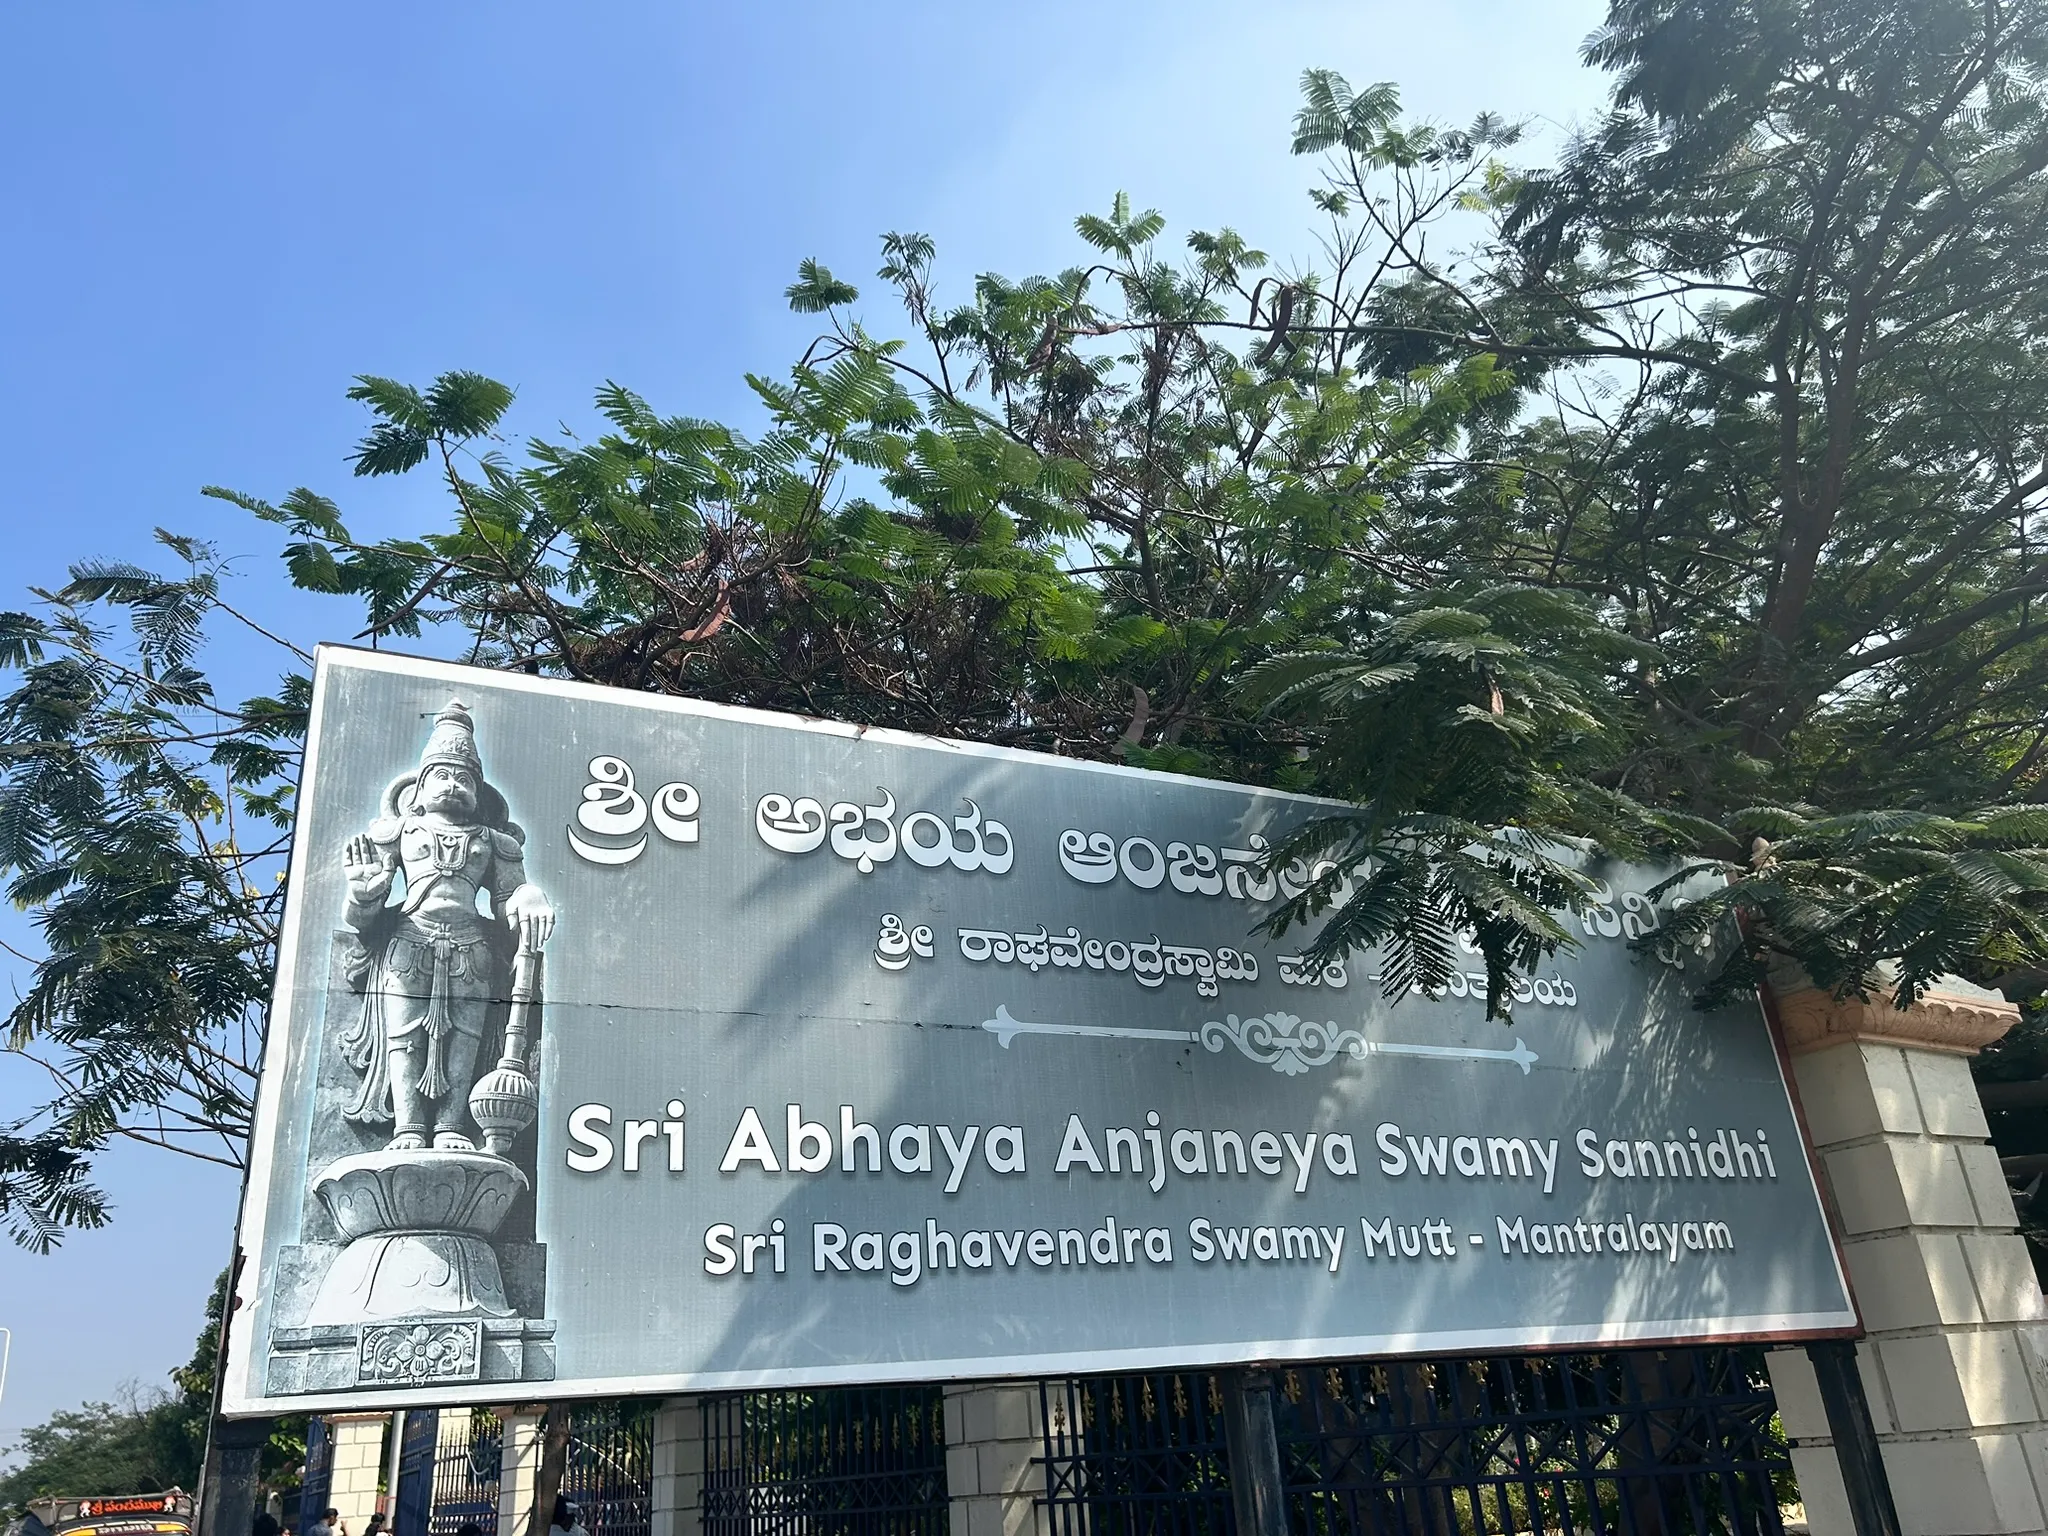 ಶ್ರೀ ಅಭಯ ಆಂಜನೇಯ
ಶ್ರೀ ರಾಘವೇಂದ್ರಸ್ವಾಮಿ ಮಠ -
Sri Abhaya Anjaneya Swamy Sannidhi
Sri Raghavendra Swamy Mutt - Mantralayam